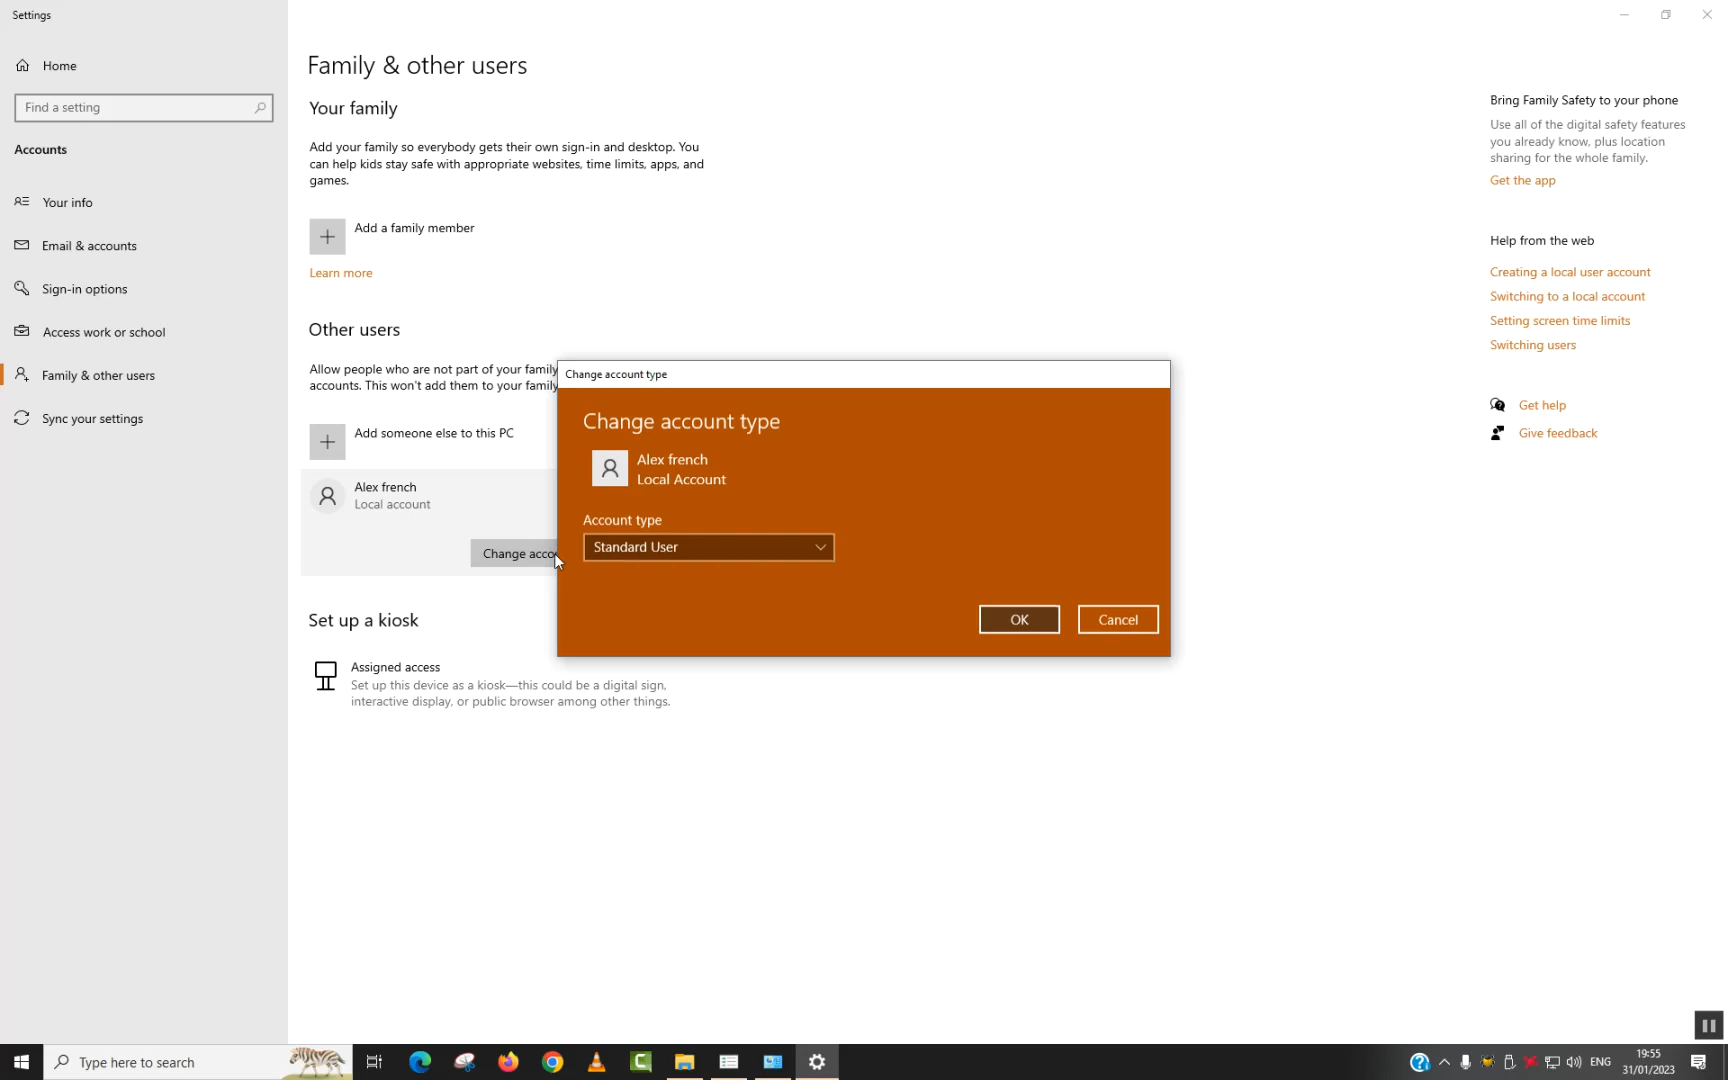 Settings
Home
Find a setting
Accounts
Your info
Email & accounts
Sign-in options
Access work or school
Family & other users
Sync your settings
Family & other users
Your family
Add your family so everybody gets their own sign-in and desktop. You
can help kids stay safe with appropriate websites, time limits, apps, and
games.
Add a family member
Learn more
Other users
Allow people who are not part of your family
accounts. This won't add them to your family
Add someone else to this PC
Alex french
Local account
Change acco
Set up a kiosk
Assigned access
Set up this device as a kiosk—this could be a digital sign,
interactive display, or public browser among other things.
Change account type
Change account type
Alex french
Local Account
Account type
Standard User
OK
Cancel
Bring Family Safety to your phone
Use all of the digital safety features
you already know, plus location
sharing for the whole family.
Get the app
Help from the web
Creating a local user account
Switching to a local account
Setting screen time limits
Switching users
Get help
Give feedback
Type here to search
ENG
19:55
31/01/2023